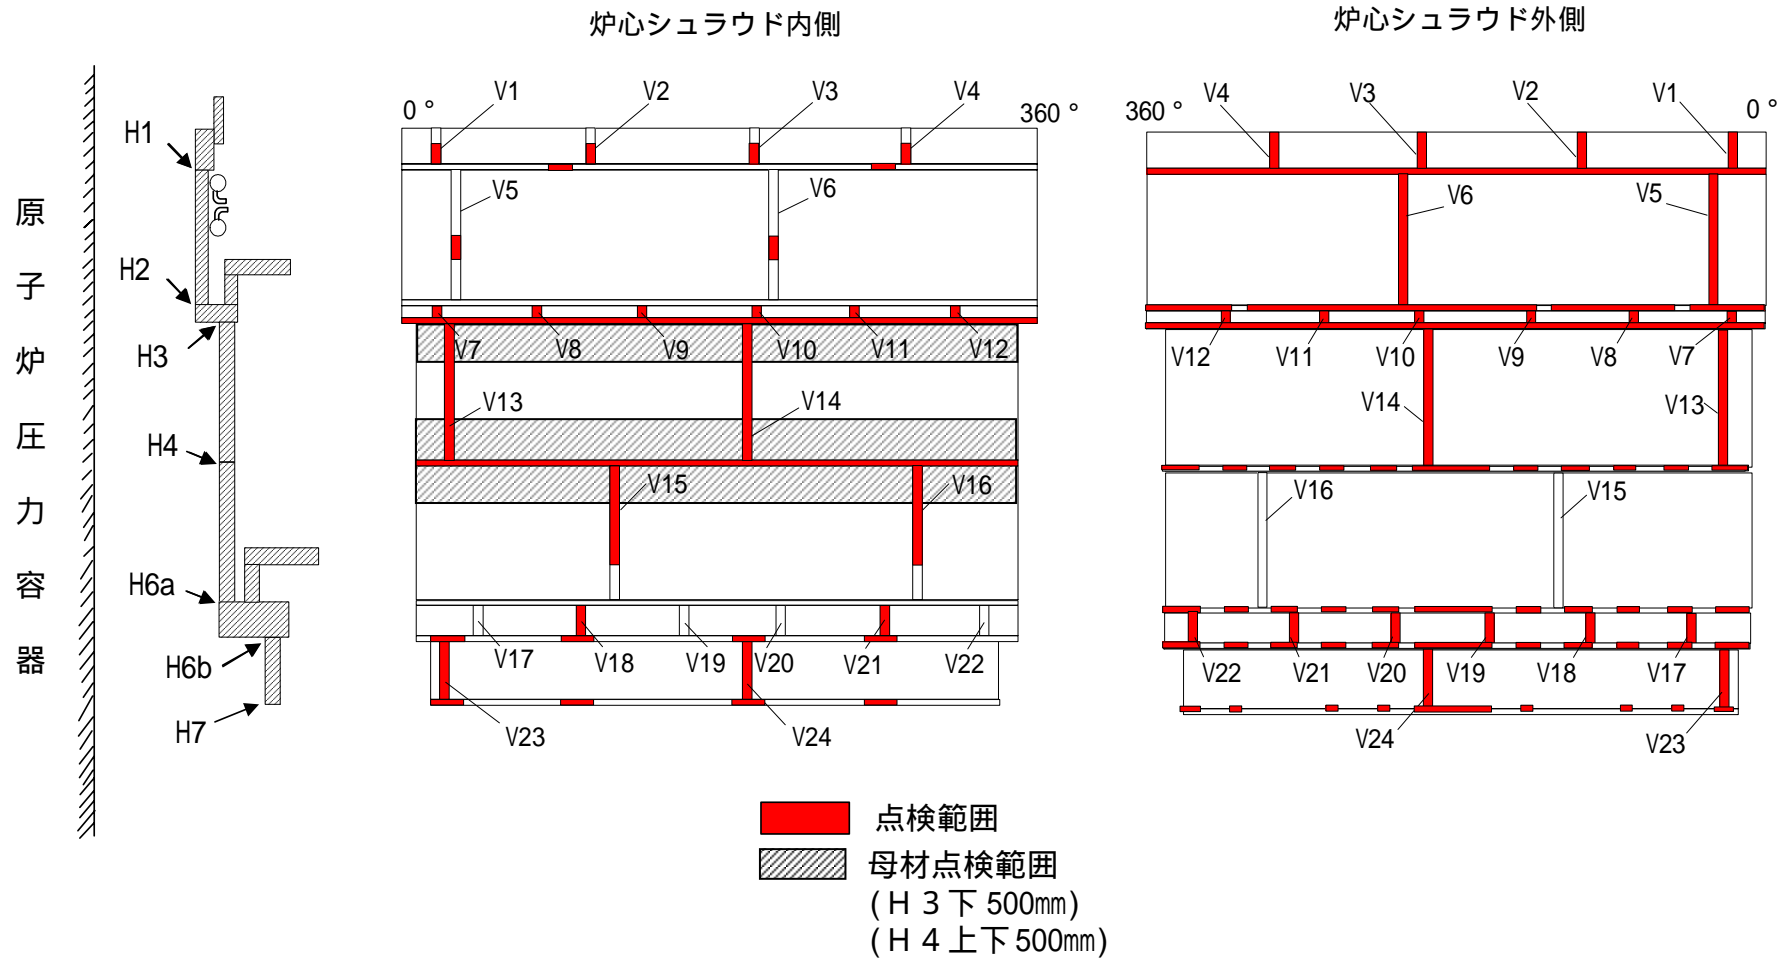 炉心シュラウド内側
炉心シュラウド外側
原子炉圧力容器
H1
H2
H3
H4
H6a
H6b
H7
0 °
V1
V2
V3
V4
360 °
V5
V6
V7
V8
V9
V10
V11
V12
V13
V14
V15
V16
V17
V18
V19
V20
V21
V22
V23
V24
360 °
V4
V3
V2
V1
0 °
V6
V5
V12
V11
V10
V9
V8
V7
V14
V13
V16
V15
V22
V21
V20
V19
V18
V17
V24
V23
点検範囲
母材点検範囲
(Ｈ３下500㎜)
(Ｈ４上下500㎜)